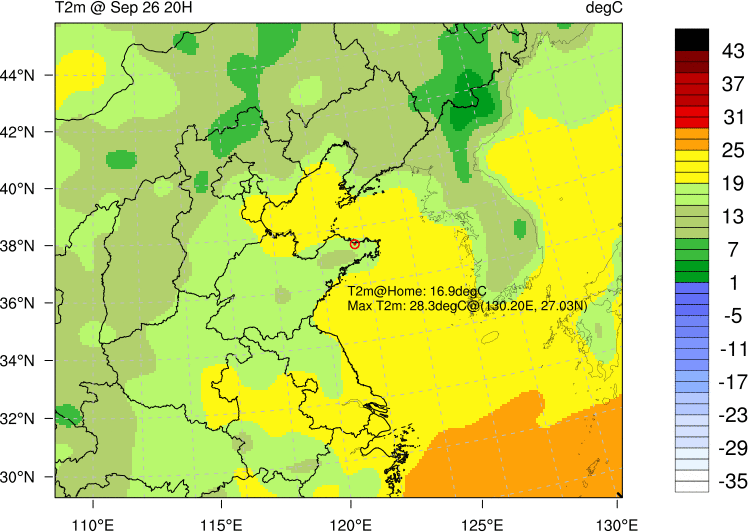 T2m @ Sep 26 20H
degC
44°N
42°N
40°N
38°N
36°N
34°N
32°N
30°N
110°E
115°E
120°E
125°E
130°E
T2m@Home: 16.9degC
Max T2m: 28.3degC@(130.20E, 27.03N)
43
37
31
25
19
13
7
1
-5
-11
-17
-23
-29
-35